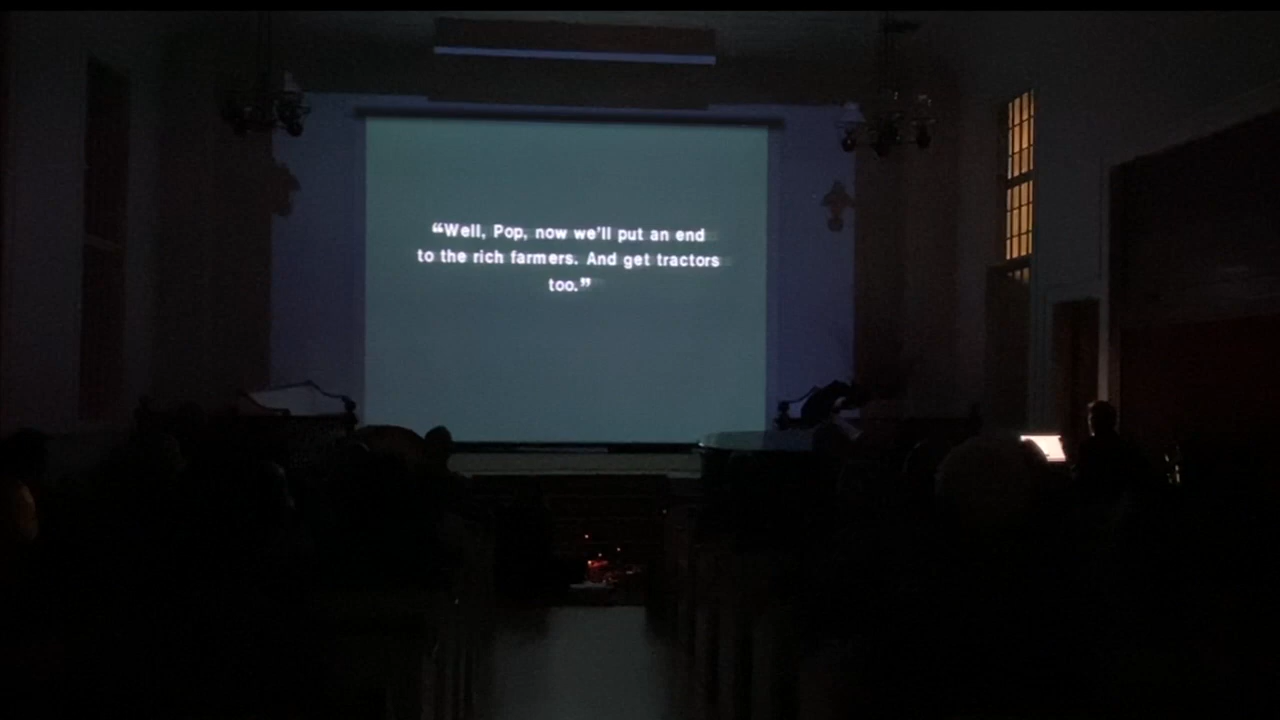 “Well, Pop, now we’ll put an end
to the rich farmers. And get tractors
too.”